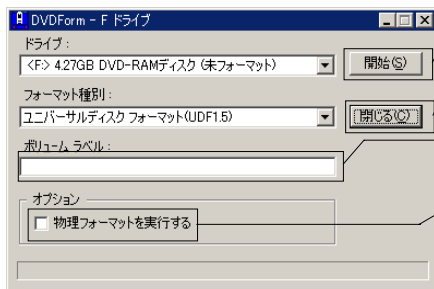 DVDForm - F ドライブ
ドライブ :
<F:> 4.27GB DVD-RAMディスク (未フォーマット)
開始(S)
フォーマット種別 :
ユニバーサルディスク フォーマット(UDF1.5)
閉じる(C)
ボリューム ラベル :
オプション
物理フォーマットを実行する